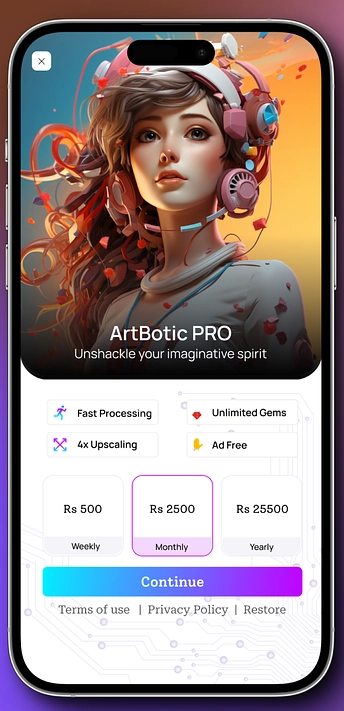 ArtBotic PRO
Unshackle your imaginative spirit
Fast Processing
Unlimited Gems
4x Upscaling
Ad Free
Rs 500
Rs 2500
Rs 25500
Weekly
Monthly
Yearly
Continue
Terms of use | Privacy Policy | Restore